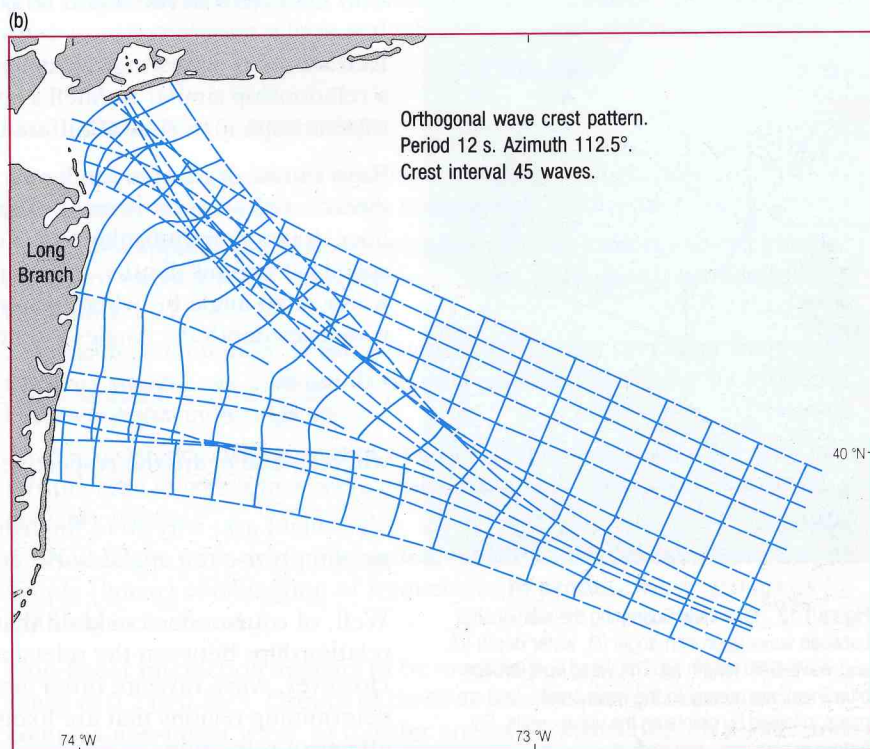 (b)
Orthogonal wave crest pattern.
Period 12 s. Azimuth 112.5°.
Crest interval 45 waves.
Long
Branch
40 °N
74 °W
73 °W